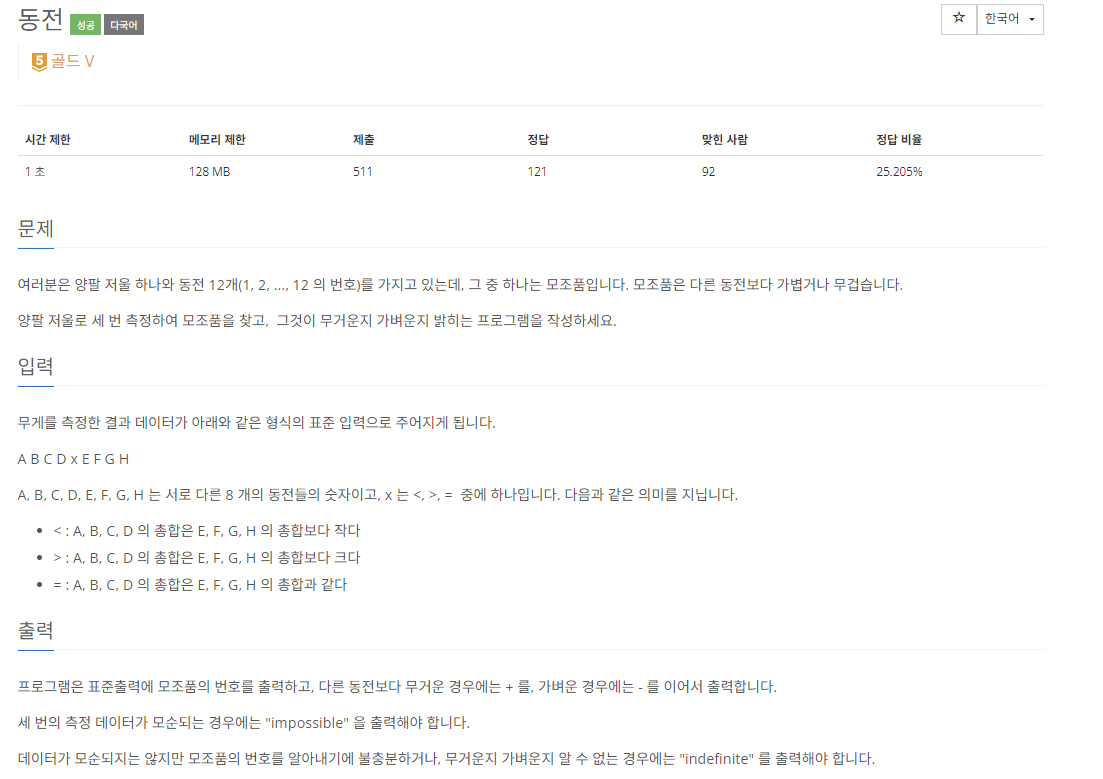 동전 성공 다국어
☆ 한국어
5 골드 V
시간 제한 메모리 제한 제출 정답 맞힌 사람 정답 비율
1 초 128 MB 511 121 92 25.205%
문제
여러분은 양팔 저울 하나와 동전 12개(1, 2, ..., 12 의 번호)를 가지고 있는데, 그 중 하나는 모조품입니다. 모조품은 다른 동전보다 가볍거나 무겁습니다.
양팔 저울로 세 번 측정하여 모조품을 찾고, 그것이 무거운지 가벼운지 밝히는 프로그램을 작성하세요.
입력
무게를 측정한 결과 데이터가 아래와 같은 형식의 표준 입력으로 주어지게 됩니다.
A B C D x E F G H
A, B, C, D, E, F, G, H 는 서로 다른 8 개의 동전들의 숫자이고, x 는 <, >, = 중에 하나입니다. 다음과 같은 의미를 지닙니다.
• < : A, B, C, D 의 총합은 E, F, G, H 의 총합보다 작다
• > : A, B, C, D 의 총합은 E, F, G, H 의 총합보다 크다
• = : A, B, C, D 의 총합은 E, F, G, H 의 총합과 같다
출력
프로그램은 표준출력에 모조품의 번호를 출력하고, 다른 동전보다 무거운 경우에는 + 를, 가벼운 경우에는 - 를 이어서 출력합니다.
세 번의 측정 데이터가 모순되는 경우에는 "impossible" 을 출력해야 합니다.
데이터가 모순되지는 않지만 모조품의 번호를 알아내기에 불충분하거나, 무거운지 가벼운지 알 수 없는 경우에는 "indefinite" 를 출력해야 합니다.